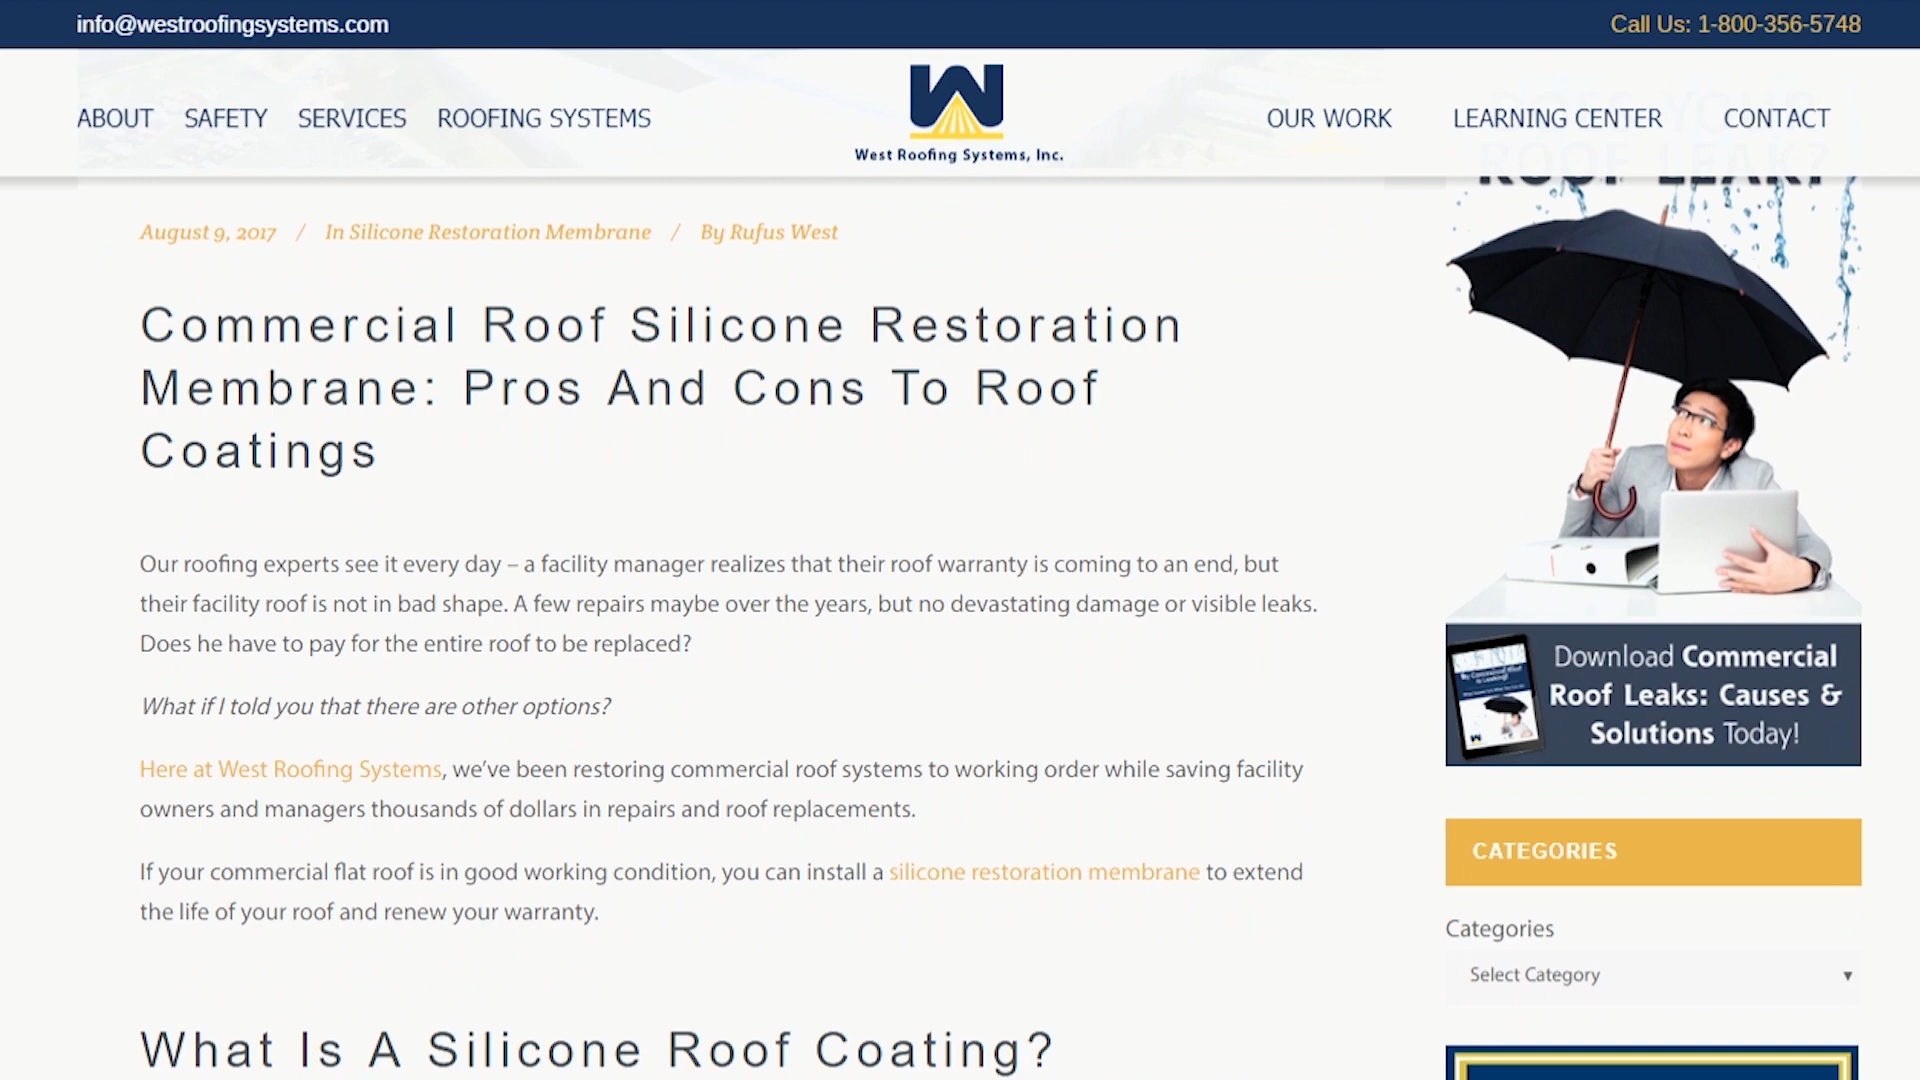 info@westroofingsystems.com
Call Us: 1-800-356-5748
ABOUT SAFETY SERVICES ROOFING SYSTEMS
West Roofing Systems, Inc.
OUR WORK LEARNING CENTER CONTACT
ROOF LEAK?
August 9, 2017 / In Silicone Restoration Membrane / By Rufus West
Commercial Roof Silicone Restoration
Membrane: Pros And Cons To Roof
Coatings
Our roofing experts see it every day – a facility manager realizes that their roof warranty is coming to an end, but
their facility roof is not in bad shape. A few repairs maybe over the years, but no devastating damage or visible leaks.
Does he have to pay for the entire roof to be replaced?
What if I told you that there are other options?
Here at West Roofing Systems, we’ve been restoring commercial roof systems to working order while saving facility
owners and managers thousands of dollars in repairs and roof replacements.
If your commercial flat roof is in good working condition, you can install a silicone restoration membrane to extend
the life of your roof and renew your warranty.
What Is A Silicone Roof Coating?
Download Commercial
Roof Leaks: Causes &
Solutions Today!
CATEGORIES
Categories
Select Category